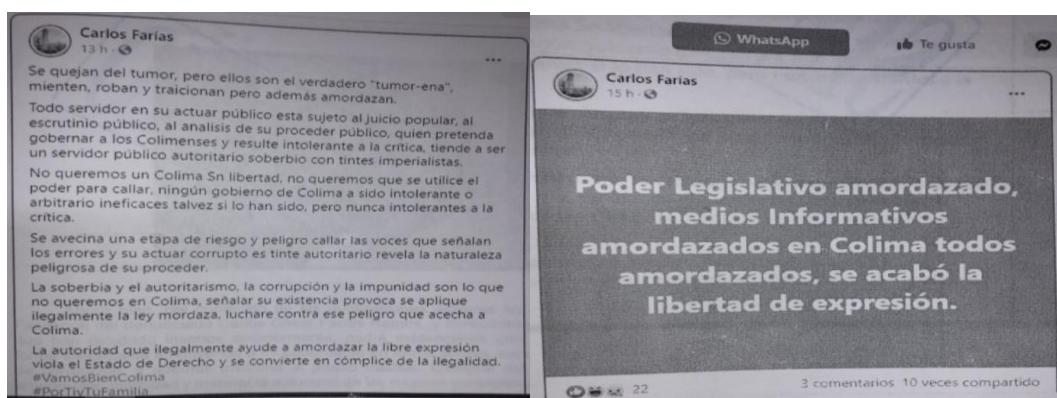 Carlos Farías
13 h ·
Se quejan del tumor, pero ellos son el verdadero "tumor-ena",
mienten, roban y traicionan pero además amordazan.
Todo servidor en su actuar público esta sujeto al juicio popular, al
escrutinio público, al analisis de su proceder público, quien pretenda
gobernar a los Colimenses y resulte intolerante a la crítica, tiende a ser
un servidor público autoritario soberbio con tintes imperialistas.
No queremos un Colima Sn libertad, no queremos que se utilice el
poder para callar, ningún gobierno de Colima a sido intolerante o
arbitrario ineficaces talvez si lo han sido, pero nunca intolerantes a la
crítica.
Se avecina una etapa de riesgo y peligro callar las voces que señalan
los errores y su actuar corrupto es tinte autoritario revela la naturaleza
peligrosa de su proceder.
La soberbia y el autoritarismo, la corrupción y la impunidad son lo que
no queremos en Colima, señalar su existencia provoca se aplique
ilegalmente la ley mordaza, luchare contra ese peligro que acecha a
Colima.
La autoridad que ilegalmente ayude a amordazar la libre expresión
viola el Estado de Derecho y se convierte en cómplice de la ilegalidad.
#VamosBienColima
#PorTiyTuFamilia
WhatsApp
Te gusta
Carlos Farías
15 h ·
Poder Legislativo amordazado,
medios Informativos
amordazados en Colima todos
amordazados, se acabó la
libertad de expresión.
22
3 comentarios 10 veces compartido